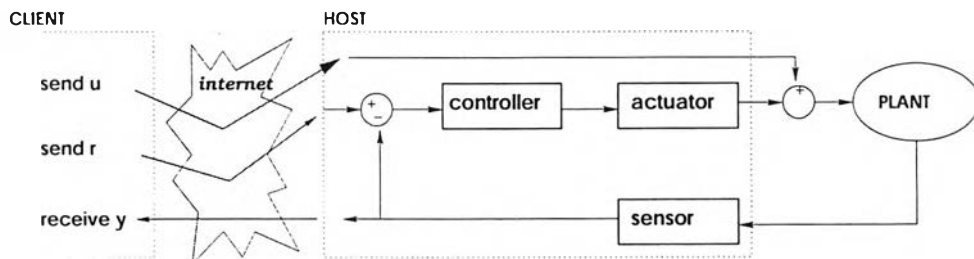 CLIENT
HOST
send u
internet
send r
receive y
+
−
controller
actuator
+
PLANT
sensor